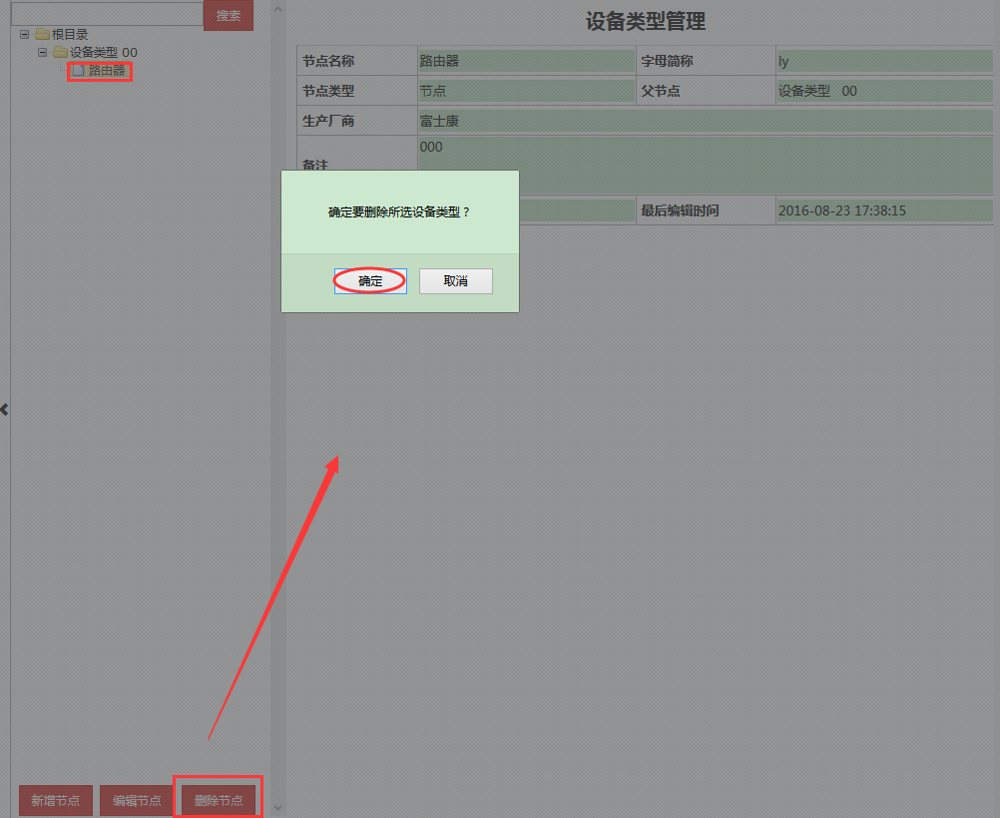 搜索
根目录
设备类型 00
路由器
设备类型管理
节点名称 路由器 字母简称 ly
节点类型 节点 父节点 设备类型 00
生产厂商 富士康
备注 000
最后编辑时间 2016-08-23 17:38:15
确定要删除所选设备类型？
确定 取消
新增节点 编辑节点 删除节点